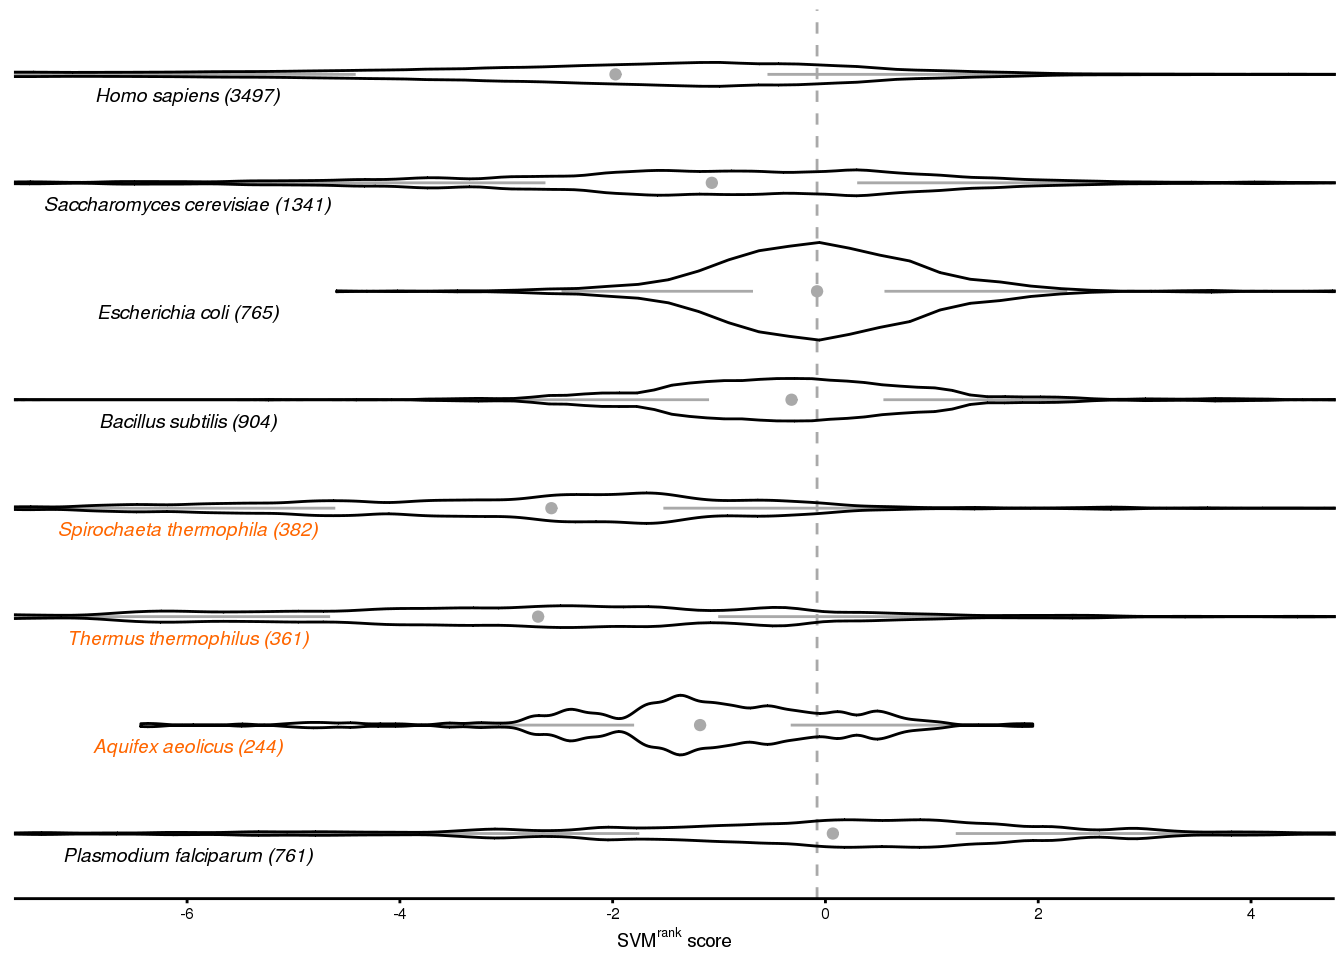 Homo sapiens (3497)
Saccharomyces cerevisiae (1341)
Escherichia coli (765)
Bacillus subtilis (904)
Spirochaeta thermophila (382)
Thermus thermophilus (361)
Aquifex aeolicus (244)
Plasmodium falciparum (761)
-6 -4 -2 0 2 4
SVMrank score